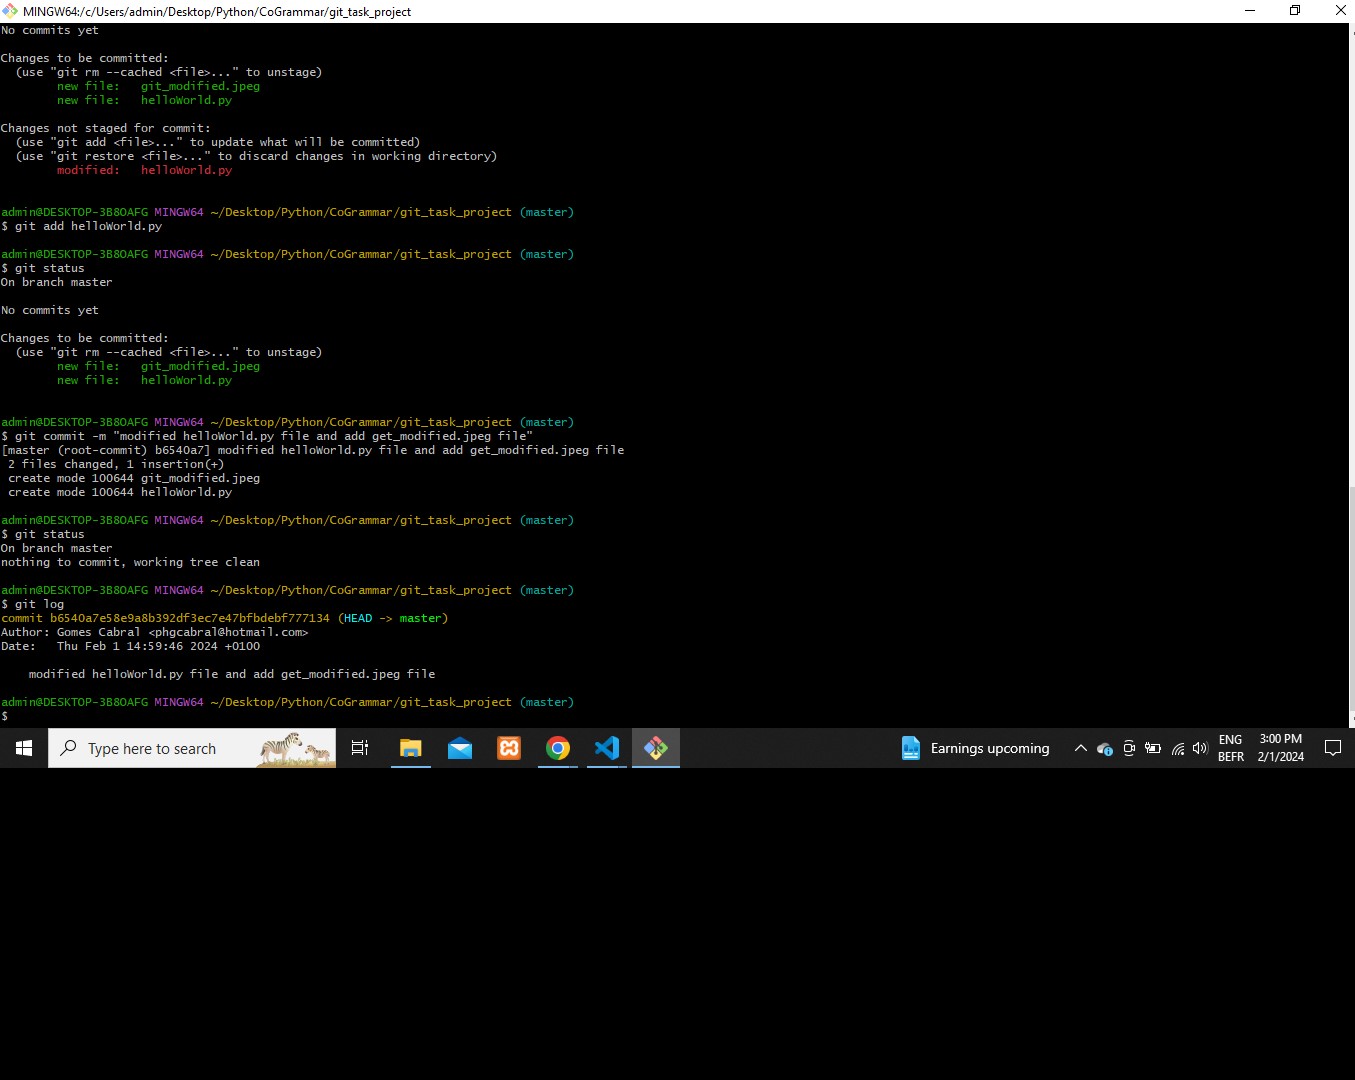 MINGW64:/c/Users/admin/Desktop/Python/CoGrammar/git_task_project
No commits yet
Changes to be committed:
(use "git rm --cached <file>..." to unstage)
new file: git_modified.jpeg
new file: helloWorld.py
Changes not staged for commit:
(use "git add <file>..." to update what will be committed)
(use "git restore <file>..." to discard changes in working directory)
modified: helloWorld.py
admin@DESKTOP-3B8OAFG MINGW64 ~/Desktop/Python/CoGrammar/git_task_project (master)
$ git add helloWorld.py
admin@DESKTOP-3B8OAFG MINGW64 ~/Desktop/Python/CoGrammar/git_task_project (master)
$ git status
On branch master
No commits yet
Changes to be committed:
(use "git rm --cached <file>..." to unstage)
new file: git_modified.jpeg
new file: helloWorld.py
admin@DESKTOP-3B8OAFG MINGW64 ~/Desktop/Python/CoGrammar/git_task_project (master)
$ git commit -m "modified helloWorld.py file and add get_modified.jpeg file"
[master (root-commit) b6540a7] modified helloWorld.py file and add get_modified.jpeg file
2 files changed, 1 insertion(+)
create mode 100644 git_modified.jpeg
create mode 100644 helloWorld.py
admin@DESKTOP-3B8OAFG MINGW64 ~/Desktop/Python/CoGrammar/git_task_project (master)
$ git status
On branch master
nothing to commit, working tree clean
admin@DESKTOP-3B8OAFG MINGW64 ~/Desktop/Python/CoGrammar/git_task_project (master)
$ git log
commit b6540a7e58e9a8b392df3ec7e47bfbdebf777134 (HEAD -> master)
Author: Gomes Cabral <phgcabral@hotmail.com>
Date: Thu Feb 1 14:59:46 2024 +0100
modified helloWorld.py file and add get_modified.jpeg file
admin@DESKTOP-3B8OAFG MINGW64 ~/Desktop/Python/CoGrammar/git_task_project (master)
$
Type here to search
Earnings upcoming
ENG
BEFR
3:00 PM
2/1/2024